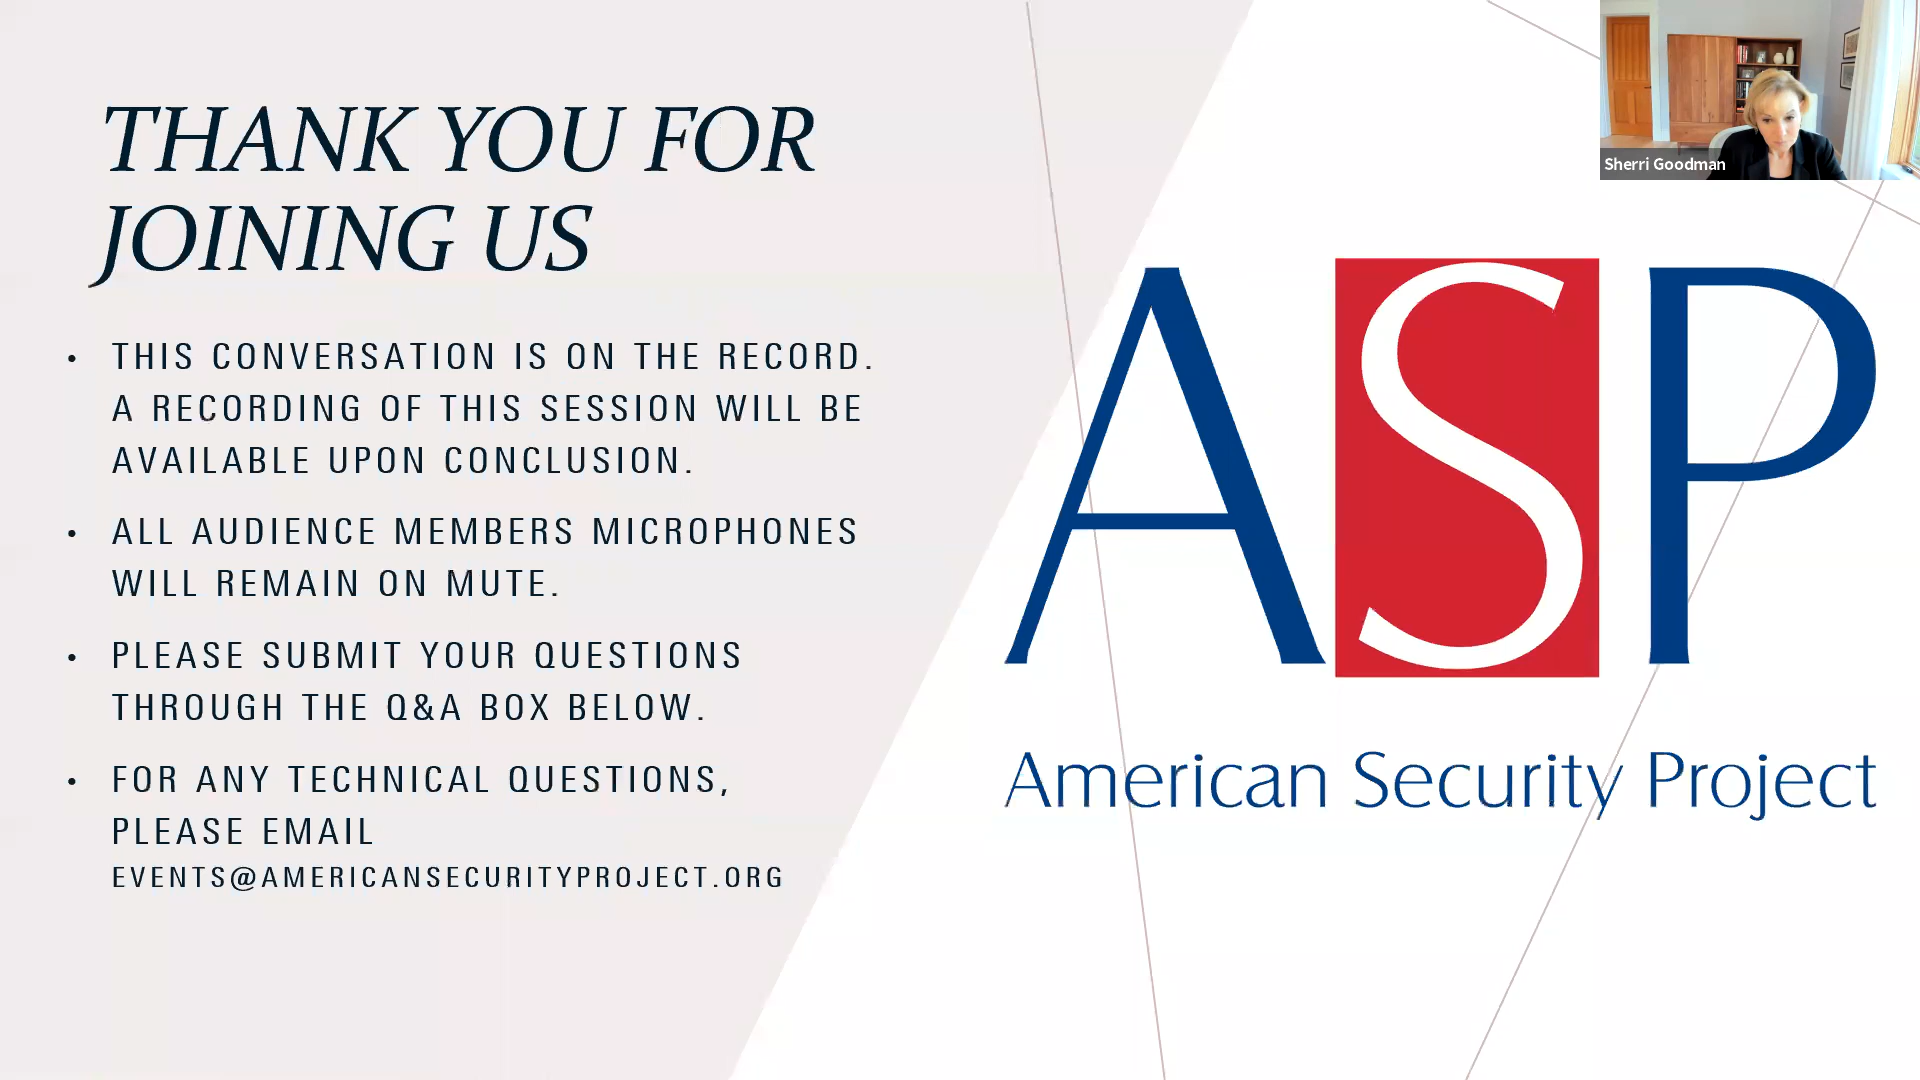 THANK YOU FOR
JOINING US
• THIS CONVERSATION IS ON THE RECORD.
A RECORDING OF THIS SESSION WILL BE
AVAILABLE UPON CONCLUSION.
• ALL AUDIENCE MEMBERS MICROPHONES
WILL REMAIN ON MUTE.
• PLEASE SUBMIT YOUR QUESTIONS
THROUGH THE Q&A BOX BELOW.
• FOR ANY TECHNICAL QUESTIONS,
PLEASE EMAIL
EVENTS@AMERICANSECURITYPROJECT.ORG
Sherri Goodman
ASP
American Security Project